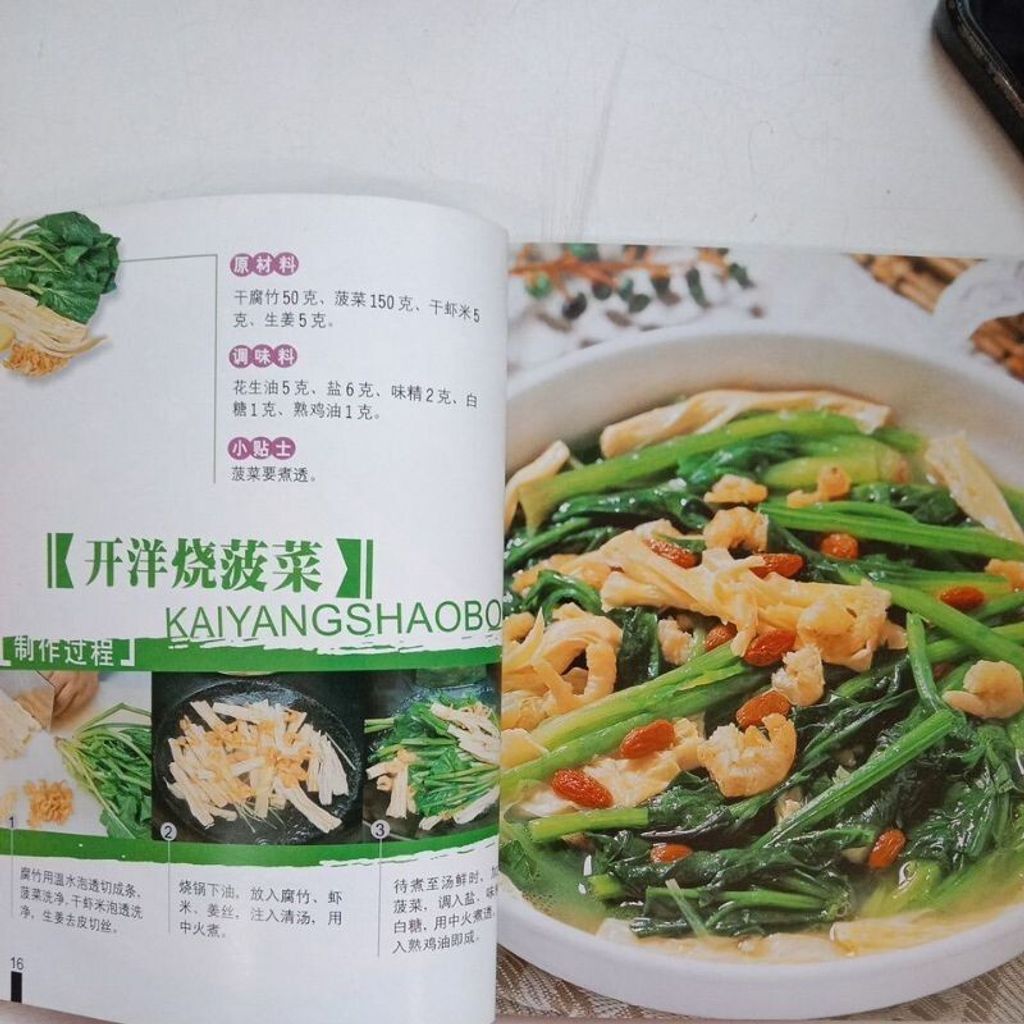 原材料
干腐竹50克、菠菜150克、干虾米5
克、生姜5克。
调味料
花生油5克、盐6克、味精2克、白
糖1克、熟鸡油1克。
小贴士
菠菜要煮透。
【开洋烧菠菜】
KAIYANGSHAOBO
[制作过程]
1
腐竹用温水泡透切成条、
菠菜洗净,干虾米泡透洗
净，生姜去皮切丝。
2
烧锅下油，放入腐竹、虾
米、姜丝，注入清汤，用
中火煮。
3
待煮至汤鲜时，
菠菜，调入盐、味
白糖，用中火煮透
入熟鸡油即成。
16